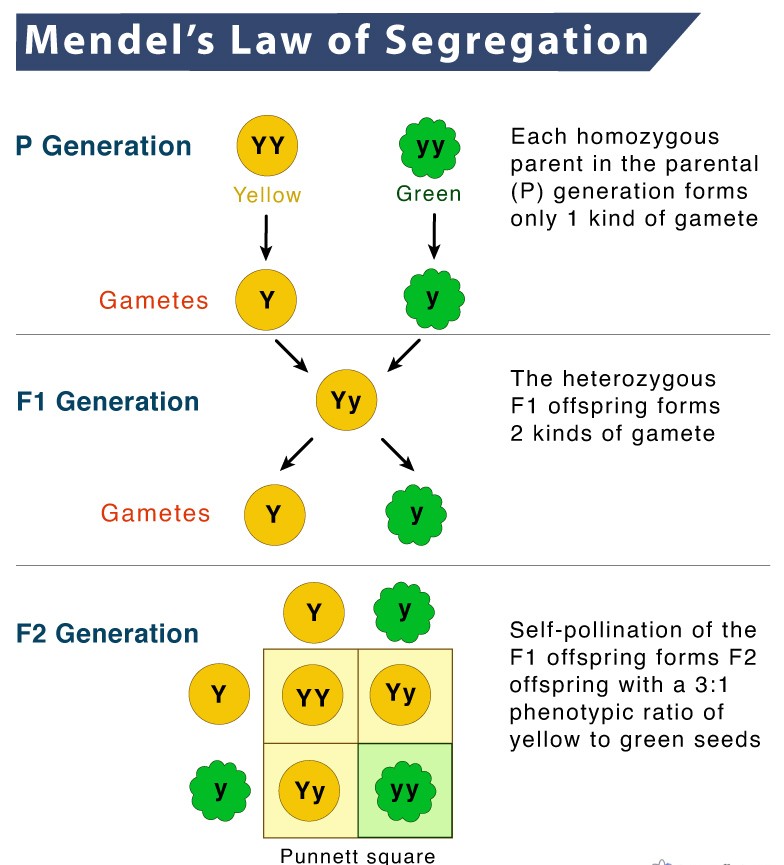 Mendel's Law of Segregation
P Generation
YY
yy
Yellow
Green
Each homozygous
parent in the parental
(P) generation forms
only 1 kind of gamete
Gametes
Y
y
F1 Generation
Yy
The heterozygous
F1 offspring forms
2 kinds of gamete
Gametes
Y
y
F2 Generation
Y
y
Self-pollination of the
F1 offspring forms F2
offspring with a 3:1
phenotypic ratio of
yellow to green seeds
Y
YY
Yy
y
Yy
yy
Punnett square